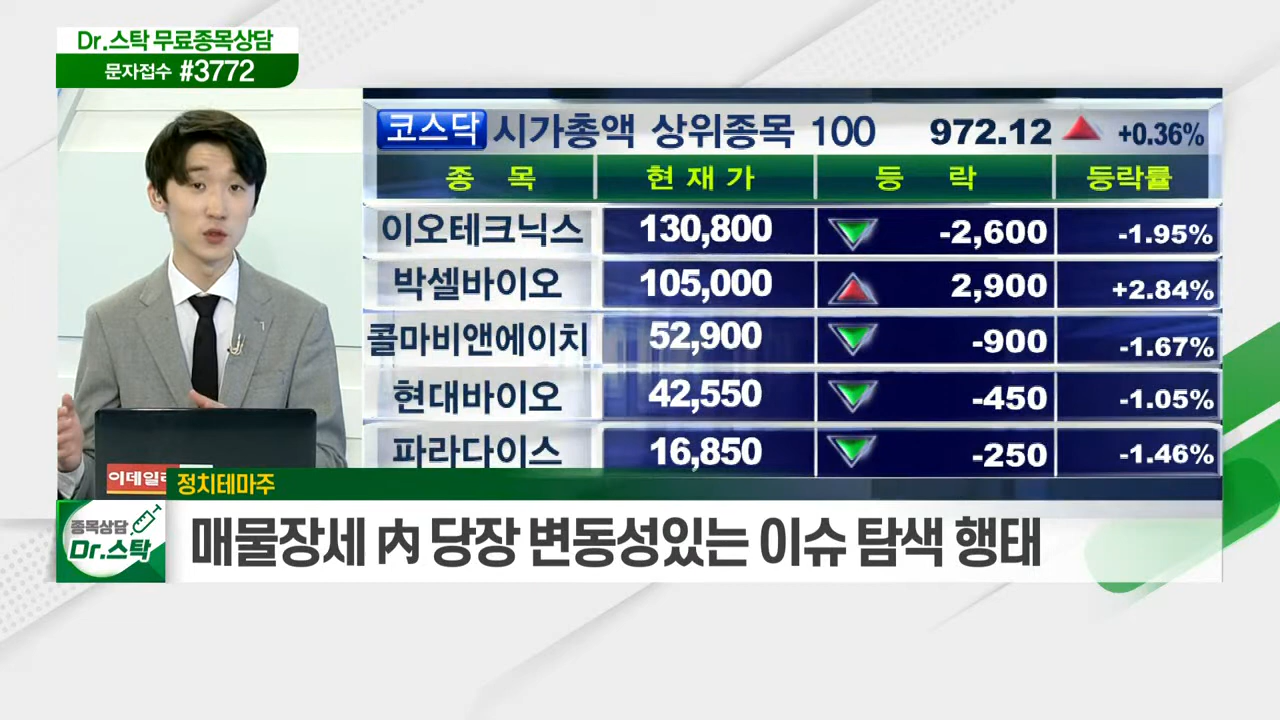 Dr.스탁 무료종목상담
문자접수 #3772
코스닥 시가총액 상위종목 100 972.12 +0.36%
종 목 현 재 가 등 락 등락률
이오테크닉스 130,800 -2,600 -1.95%
박셀바이오 105,000 2,900 +2.84%
콜마비앤에이치 52,900 -900 -1.67%
현대바이오 42,550 -450 -1.05%
파라다이스 16,850 -250 -1.46%
이데일리
정치테마주
종목상담
Dr.스탁
매물장세 內 당장 변동성있는 이슈 탐색 행태